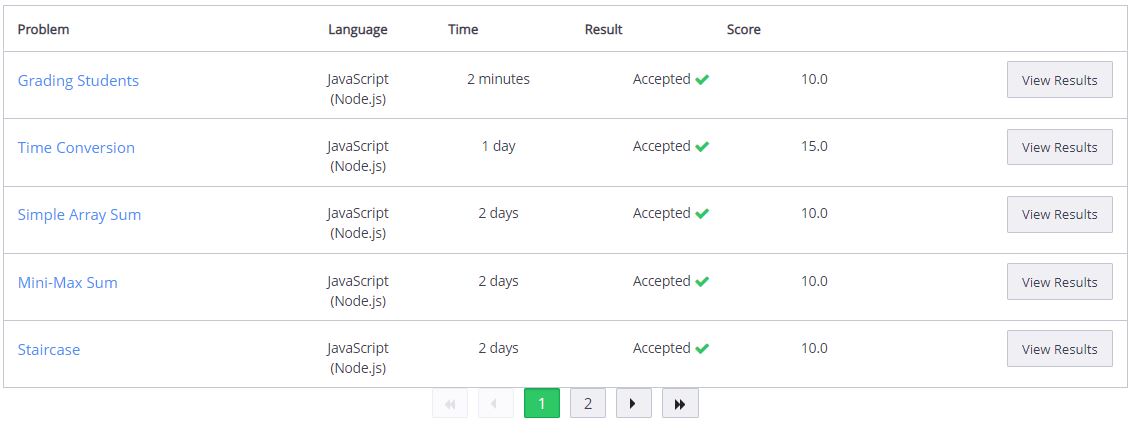 Problem Language Time Result Score
Grading Students JavaScript 2 minutes Accepted 10.0 View Results
(Node.js)
Time Conversion JavaScript 1 day Accepted 15.0 View Results
(Node.js)
Simple Array Sum JavaScript 2 days Accepted 10.0 View Results
(Node.js)
Mini-Max Sum JavaScript 2 days Accepted 10.0 View Results
(Node.js)
Staircase JavaScript 2 days Accepted 10.0 View Results
(Node.js)
1 2